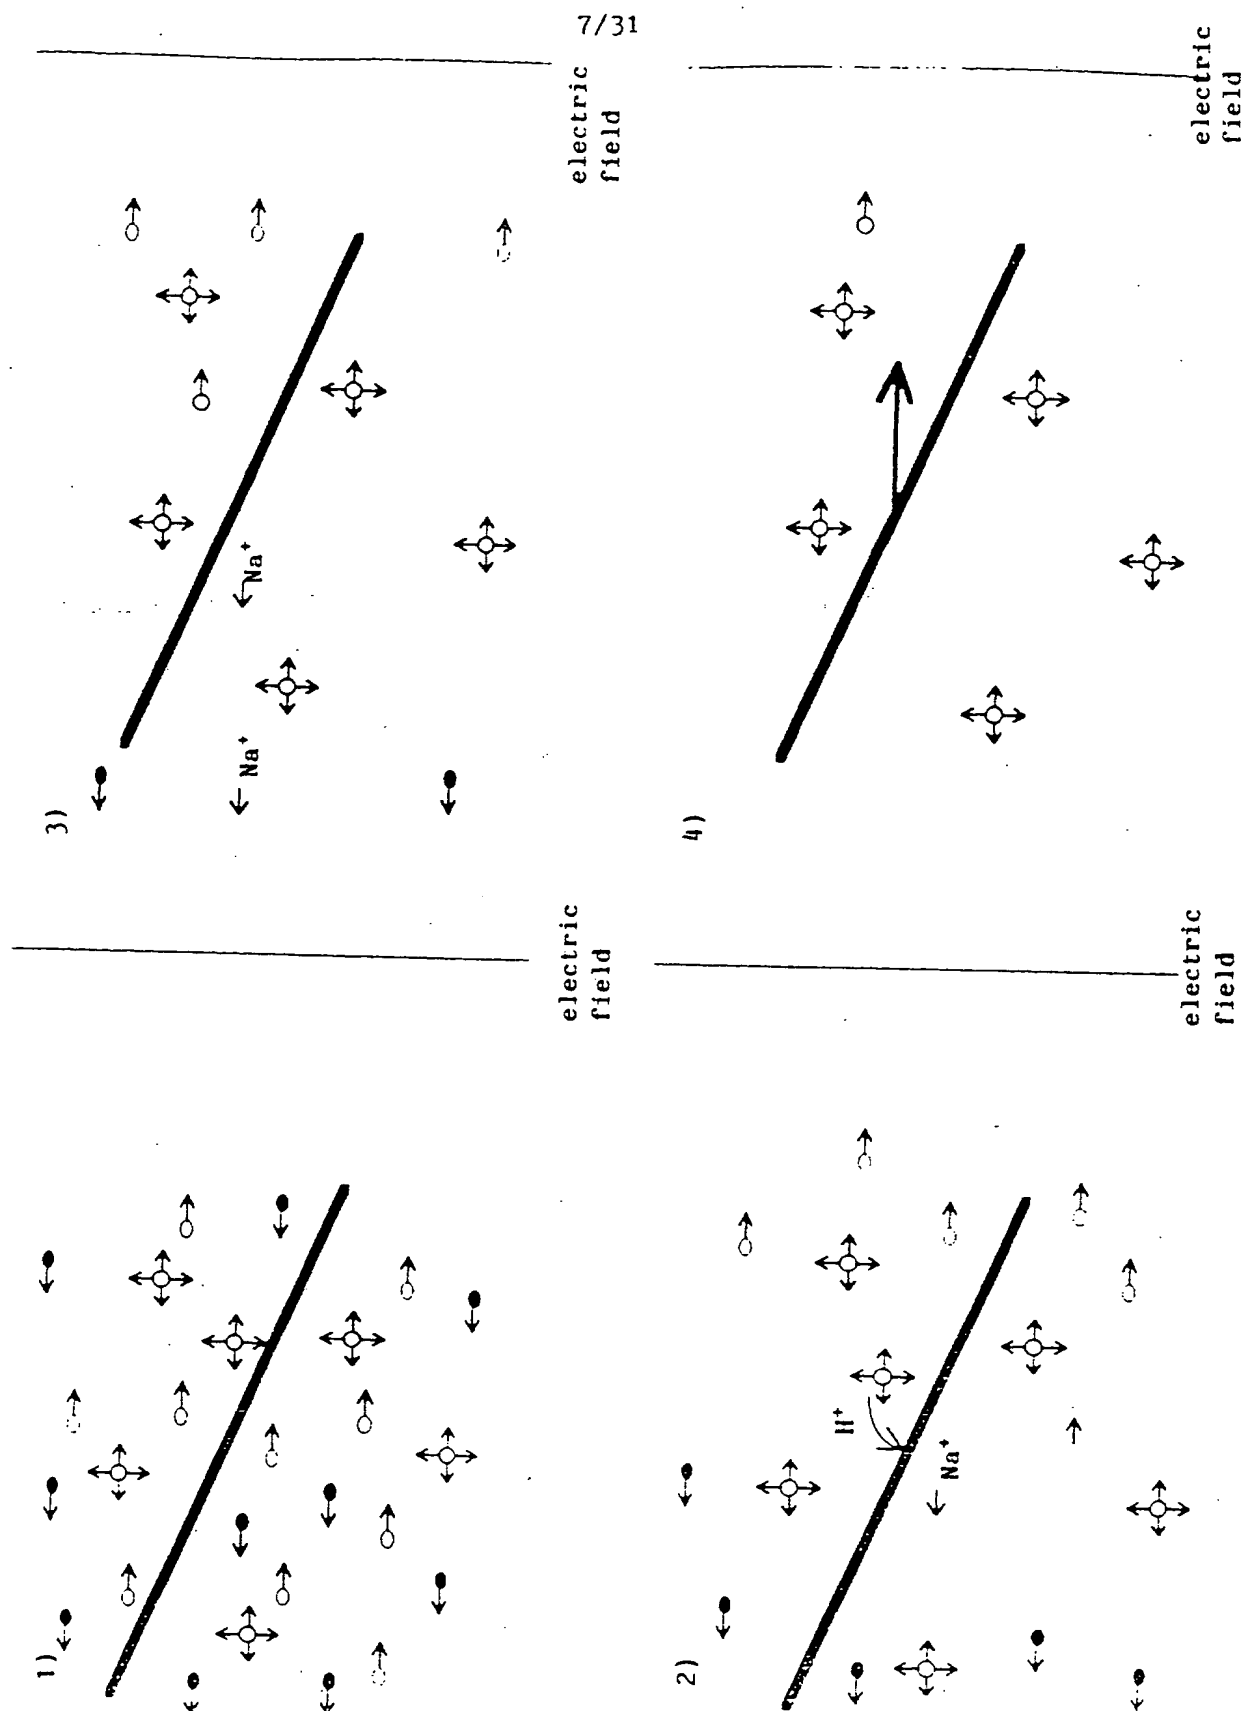 7/31
1)
electric
field
2)
H⁺
Na⁺
electric
field
3)
Na⁺
Na⁺
electric
field
4)
electric
field